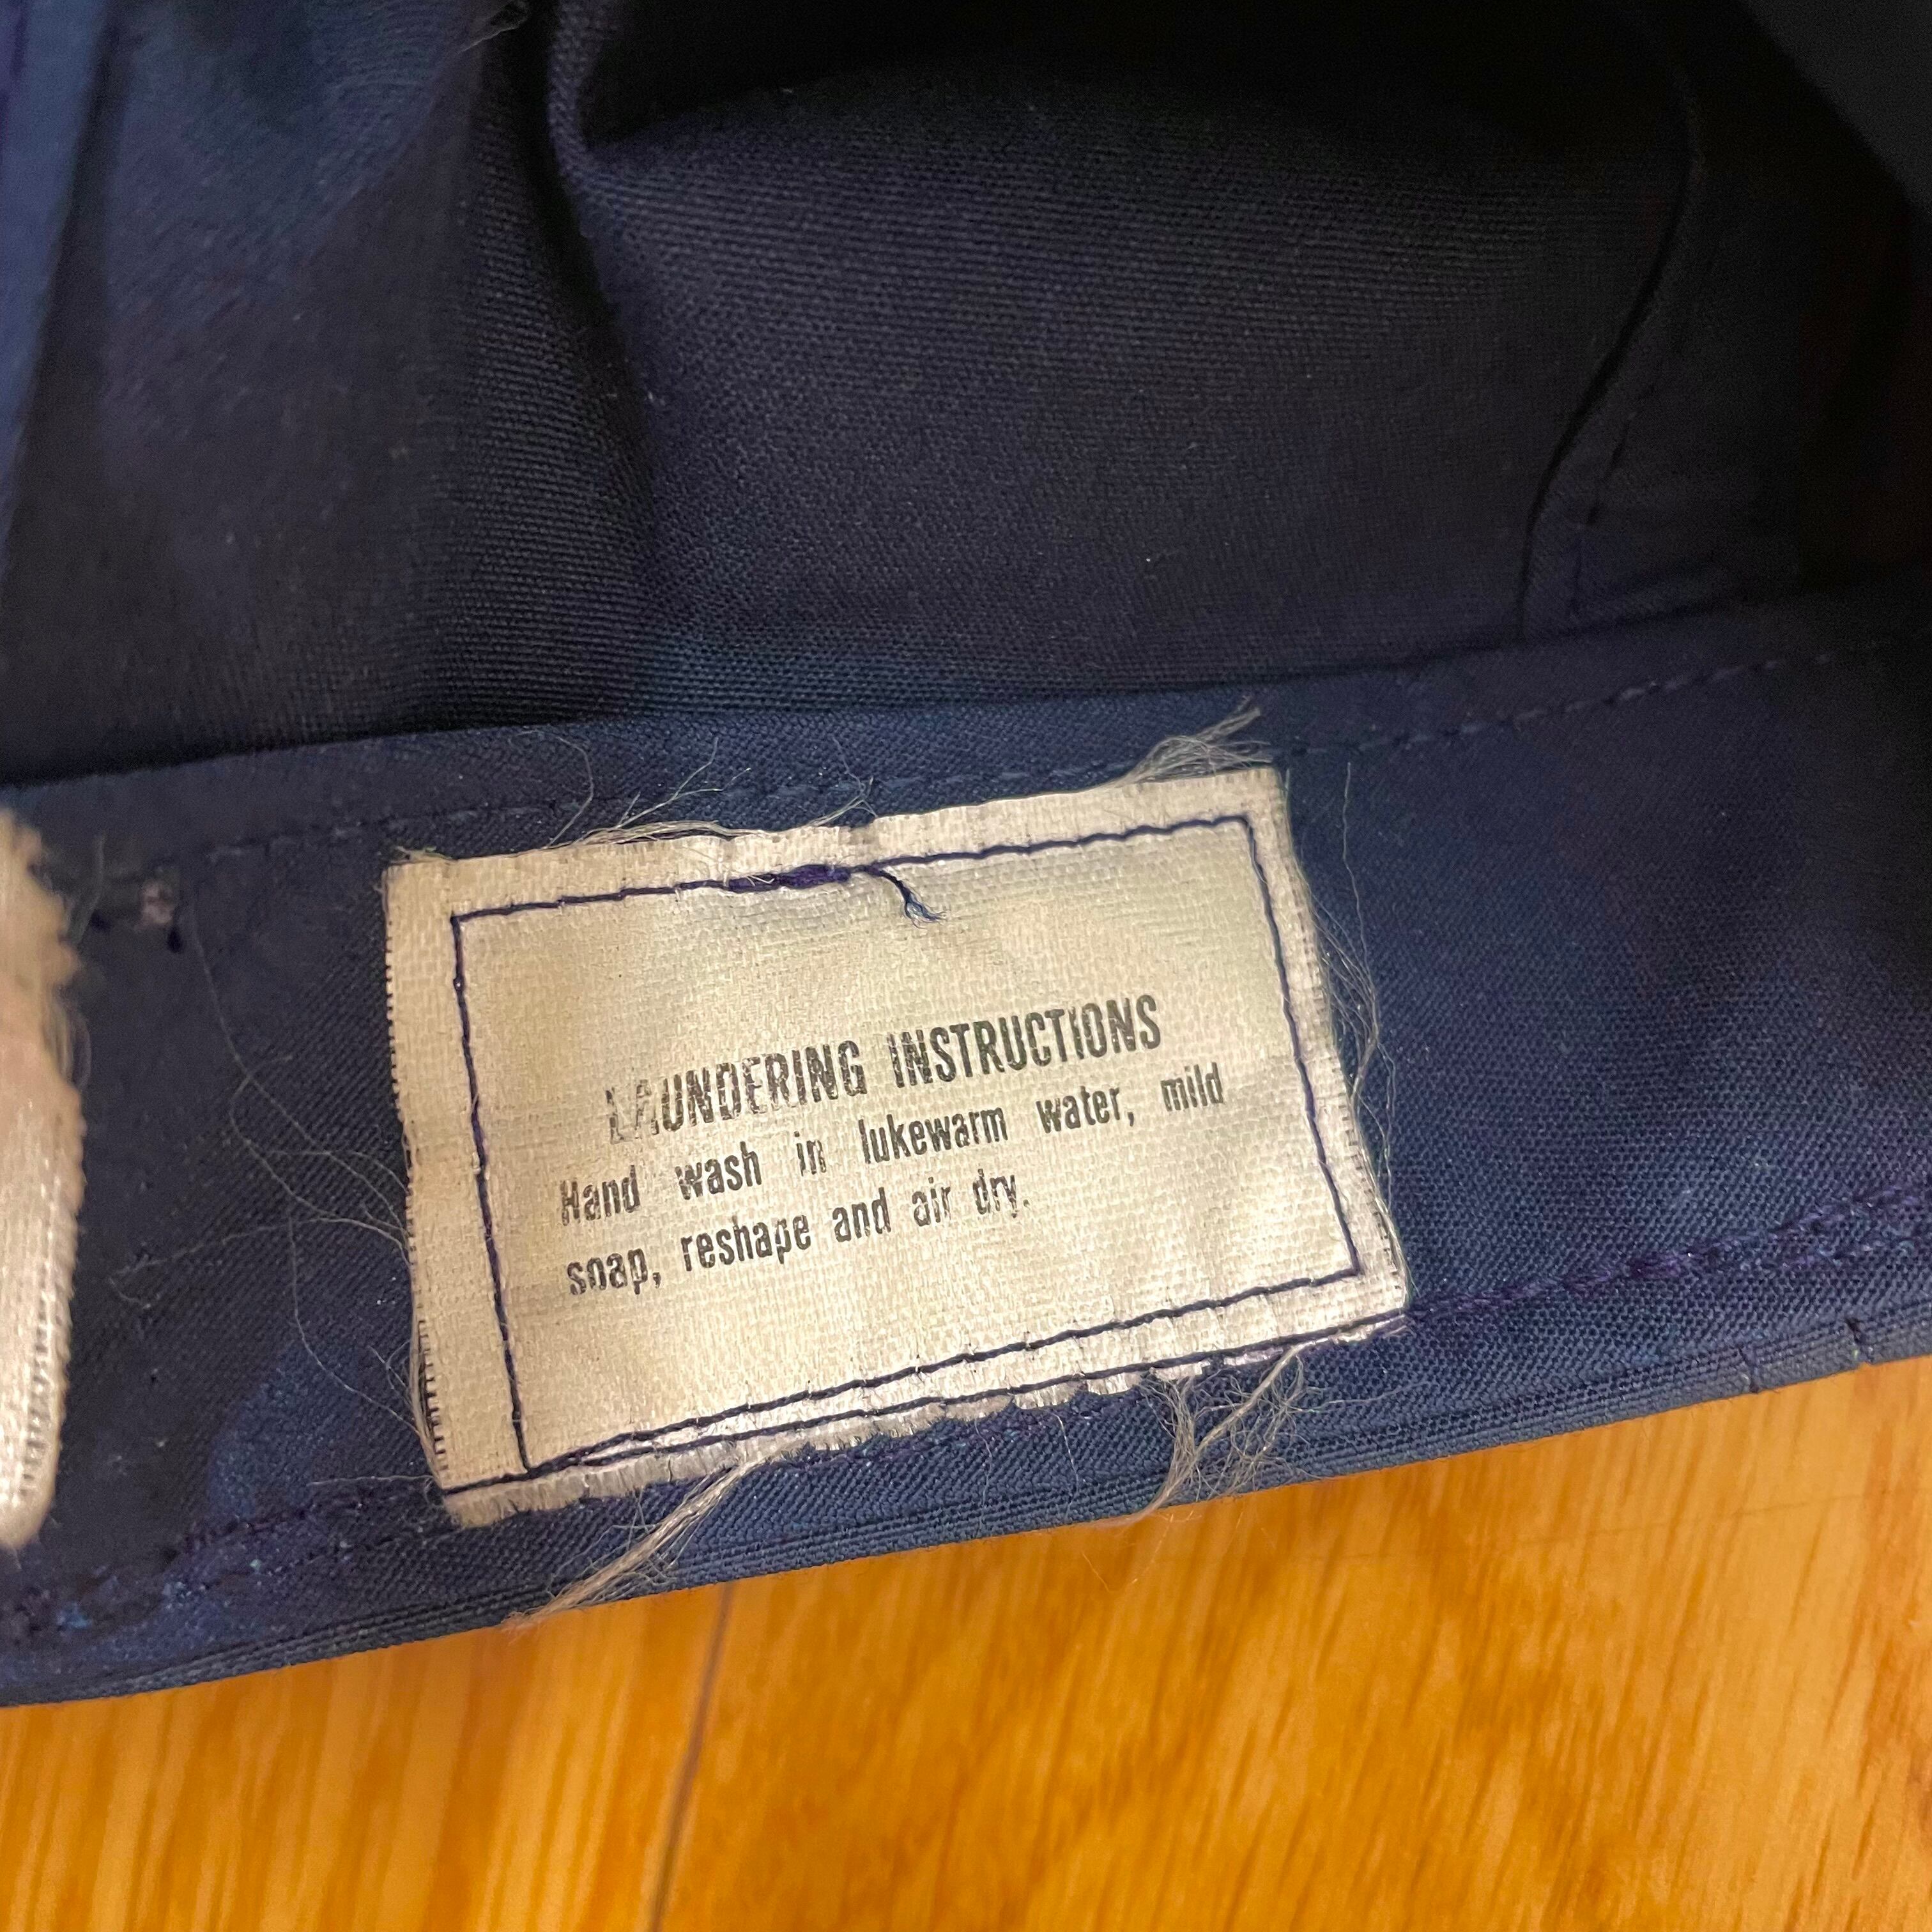 LAUNDERING INSTRUCTIONS
Hand wash in lukewarm water, mild
soap, reshape and air dry.